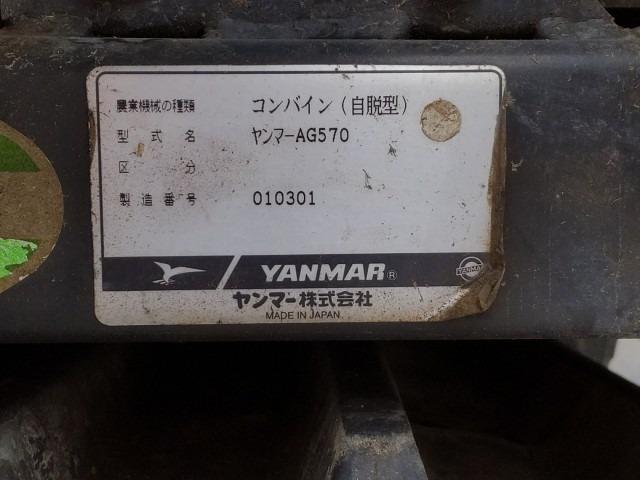 農業機械の種類 コンバイン(自脱型)
型式名 ヤンマーAG570
区分
製造番号 010301
YANMAR®
YANMAR
ヤンマー株式会社
MADE IN JAPAN